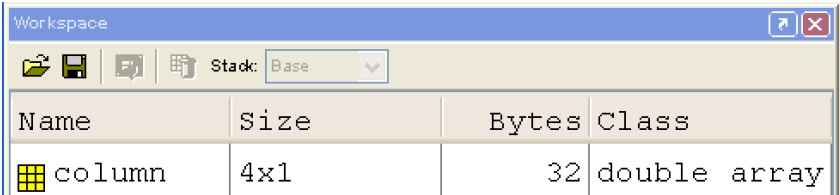 Workspace
Stack: Base
Name Size Bytes Class
column 4x1 32 double array